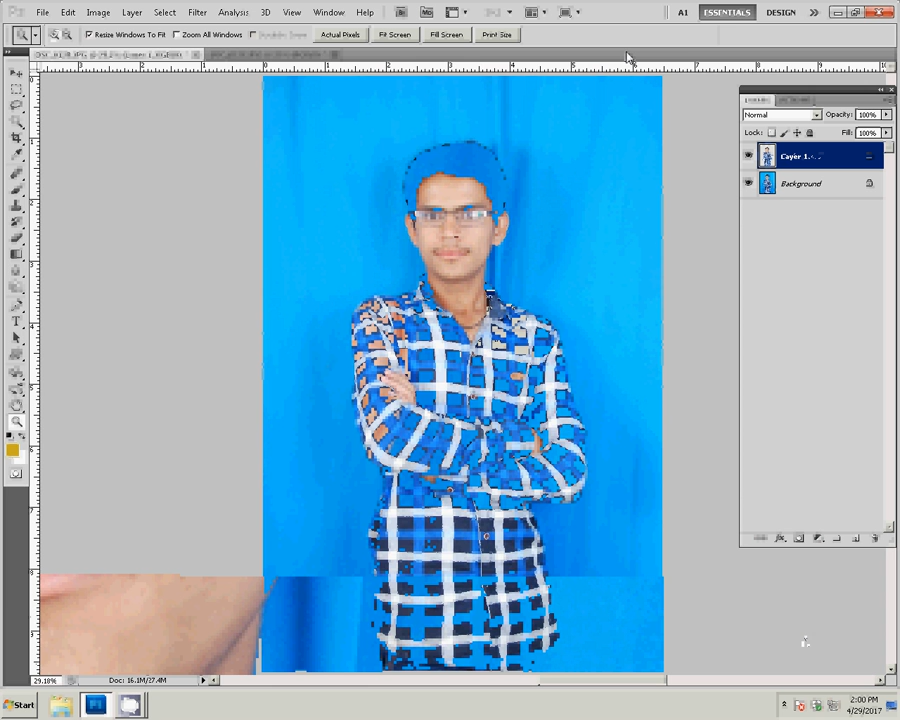 File Edit Image Layer Select Filter Analysis 3D View Window Help A1 ESSENTIALS DESIGN
Resize Windows To Fit Zoom All Windows Actual Pixels Fit Screen Fill Screen Print Size
Normal Opacity: 100%
Lock: Fill: 100%
Layer 1
Background
29.18% Doc: 16.1M/27.4M
Start
2:00 PM
4/29/2017